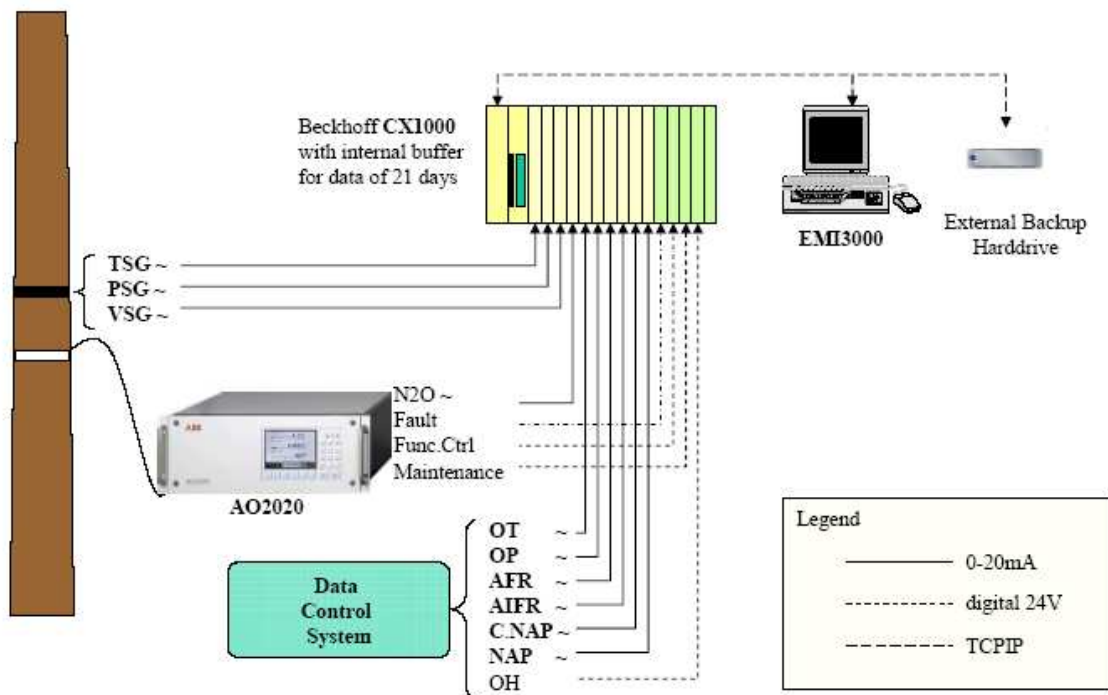 Beckhoff CX1000
with internal buffer
for data of 21 days
EMI3000
External Backup
Harddrive
TSG ~
PSG ~
VSG ~
N2O ~
Fault
Func.Ctrl
Maintenance
ABB
AO2020
Data
Control
System
OT ~
OP ~
AFR ~
AIFR ~
C.NAP ~
NAP ~
OH
Legend
0-20mA
digital 24V
TCPIP